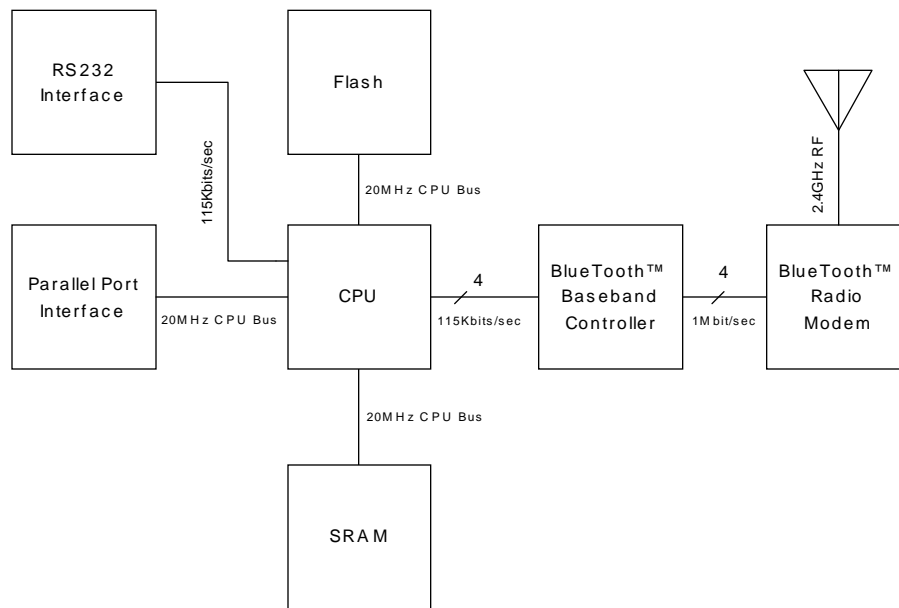 RS232
Interface
Flash
115Kbits/sec
2.4GHz RF
20MHz CPU Bus
Parallel Port
Interface
20MHz CPU Bus
CPU
4
115Kbits/sec
BlueTooth™
Baseband
Controller
4
1Mbit/sec
BlueTooth™
Radio
Modem
20MHz CPU Bus
SRAM